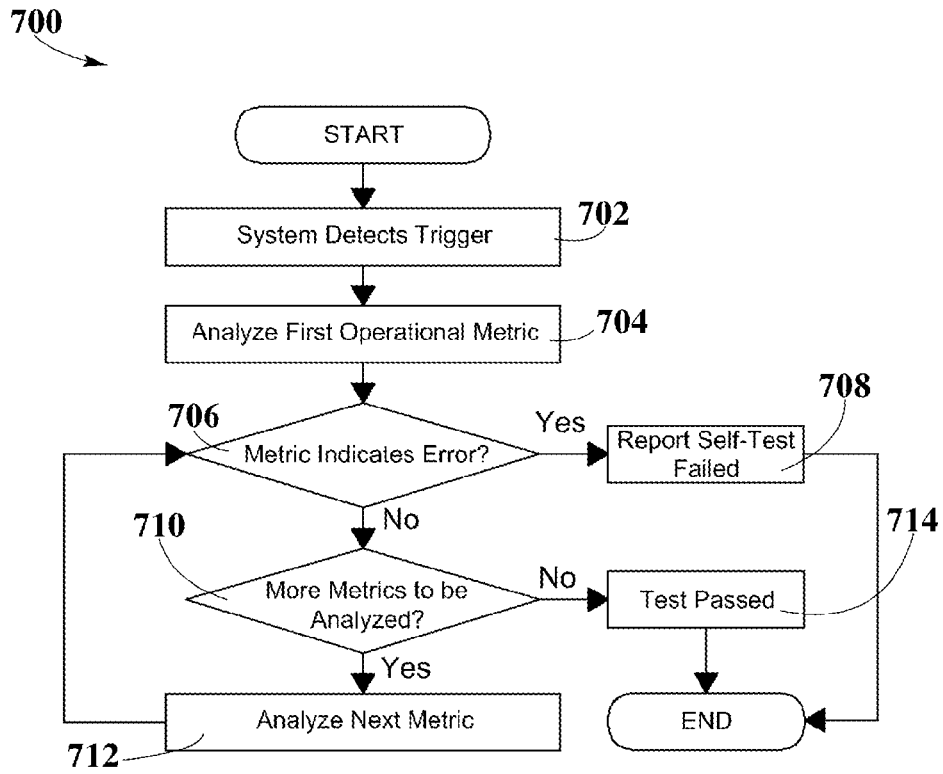 700
START
System Detects Trigger
702
Analyze First Operational Metric
704
706
Metric Indicates Error?
Yes
Report Self-Test
Failed
708
No
710
More Metrics to be
Analyzed?
No
Test Passed
714
Yes
Analyze Next Metric
712
END